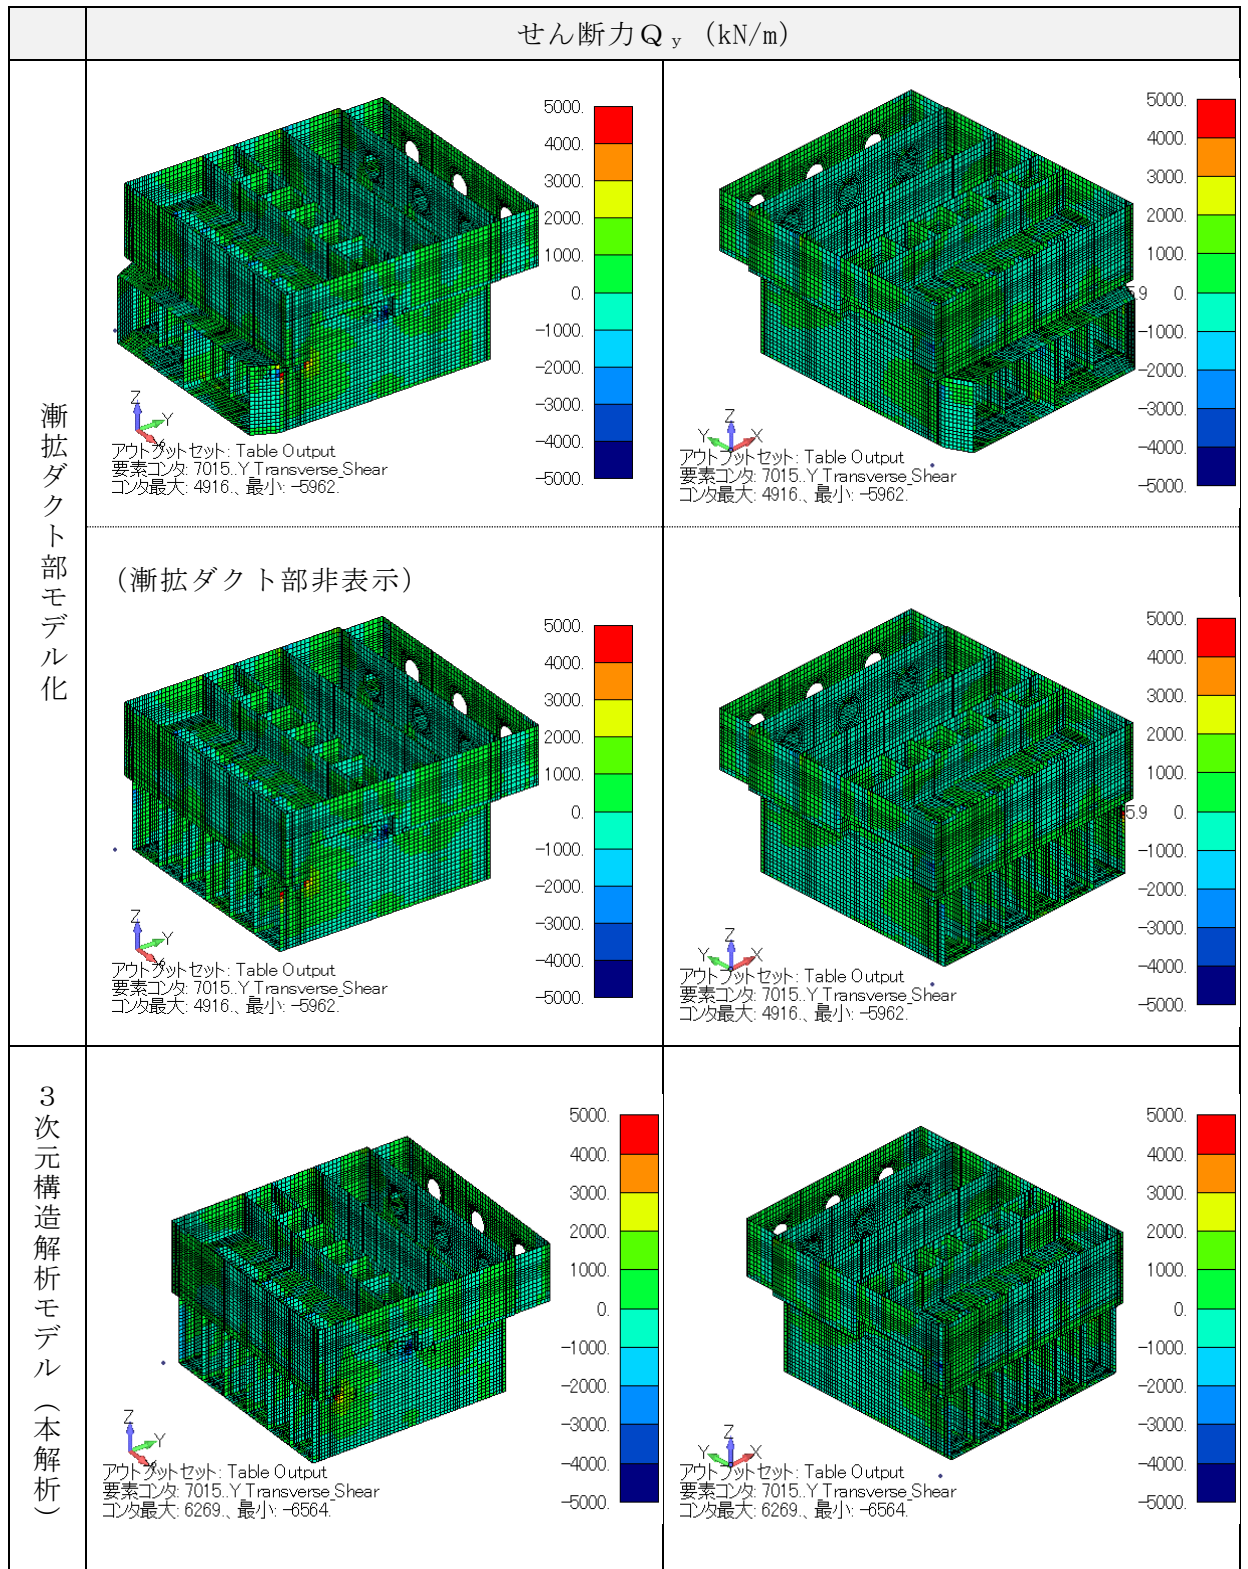 せん断力Ｑｙ (kN/m)
漸拡ダクト部モデル化
5000.
4000.
3000.
2000.
1000.
0.
-1000.
-2000.
-3000.
-4000.
-5000.
Z
Y
X
アウトプットセット: Table Output
要素コンタ: 7015..Y Transverse Shear
コンタ最大: 4916.、最小: -5962.
5000.
4000.
3000.
2000.
1000.
5.9 0.
-1000.
-2000.
-3000.
-4000.
-5000.
Z
Y X
アウトプットセット: Table Output
要素コンタ: 7015..Y Transverse Shear
コンタ最大: 4916.、最小: -5962.
(漸拡ダクト部非表示)
5000.
4000.
3000.
2000.
1000.
0.
-1000.
-2000.
-3000.
-4000.
-5000.
Z
Y
X
アウトプットセット: Table Output
要素コンタ: 7015..Y Transverse Shear
コンタ最大: 4916.、最小: -5962.
5000.
4000.
3000.
2000.
1000.
5.9 0.
-1000.
-2000.
-3000.
-4000.
-5000.
Z
Y X
アウトプットセット: Table Output
要素コンタ: 7015..Y Transverse Shear
コンタ最大: 4916.、最小: -5962.
３次元構造解析モデル（本解析）
5000.
4000.
3000.
2000.
1000.
0.
-1000.
-2000.
-3000.
-4000.
-5000.
Z
Y
X
アウトプットセット: Table Output
要素コンタ: 7015..Y Transverse Shear
コンタ最大: 6269.、最小: -6564.
5000.
4000.
3000.
2000.
1000.
0.
-1000.
-2000.
-3000.
-4000.
-5000.
Z
Y X
アウトプットセット: Table Output
要素コンタ: 7015..Y Transverse Shear
コンタ最大: 6269.、最小: -6564.